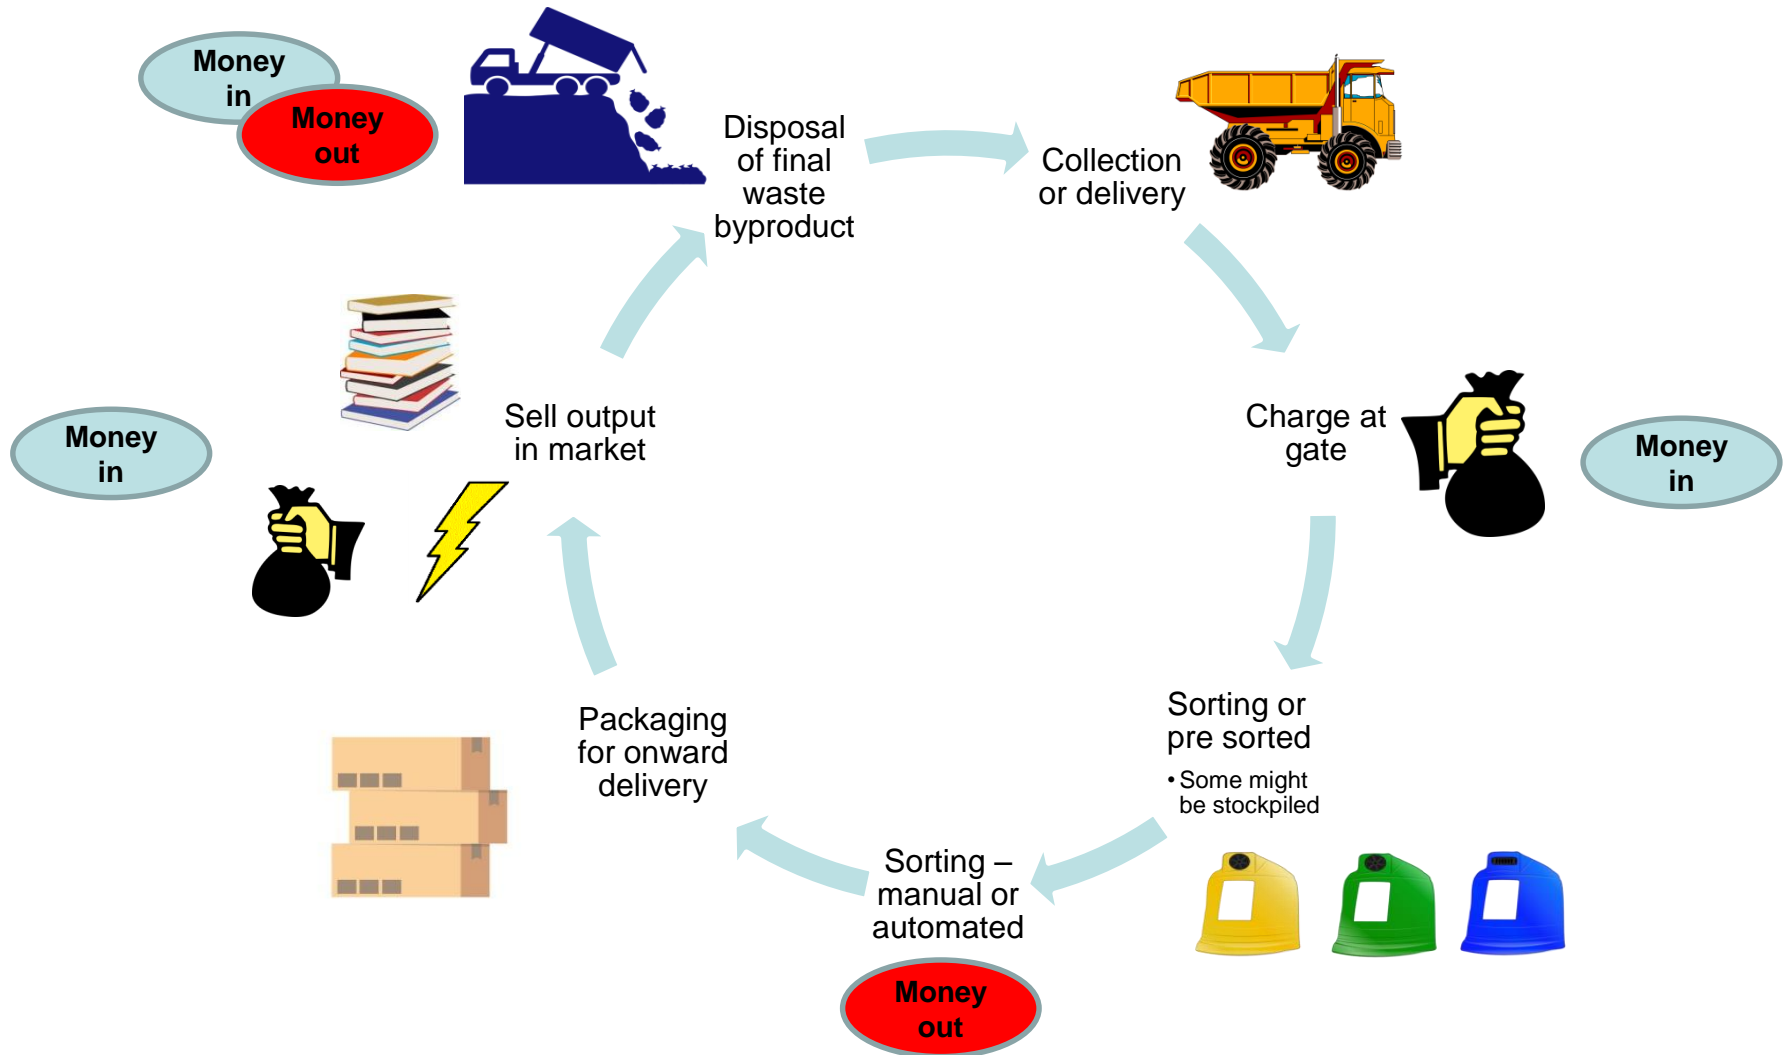 Money
in
Money
out
Disposal
of final
waste
byproduct
Collection
or delivery
Charge at
gate
Money
in
Sorting or
pre sorted
• Some might
be stockpiled
Sorting –
manual or
automated
Money
out
Packaging
for onward
delivery
Sell output
in market
Money
in